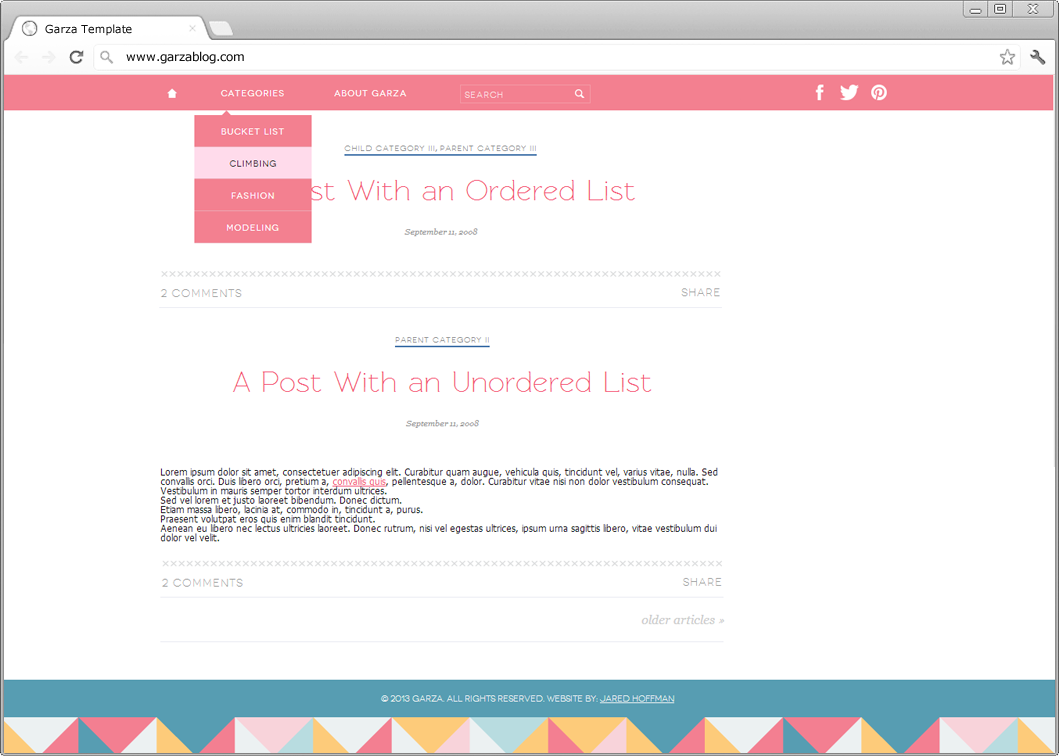 Garza Template
www.garzablog.com
CATEGORIES
ABOUT GARZA
SEARCH
BUCKET LIST
CLIMBING
FASHION
MODELING
CHILD CATEGORY III, PARENT CATEGORY III
st With an Ordered List
September 11, 2008
2 COMMENTS
SHARE
PARENT CATEGORY II
A Post With an Unordered List
September 11, 2008
Lorem ipsum dolor sit amet, consectetuer adipiscing elit. Curabitur quam augue, vehicula quis, tincidunt vel, varius vitae, nulla. Sed
convallis orci. Duis libero orci, pretium a, convallis quis, pellentesque a, dolor. Curabitur vitae nisi non dolor vestibulum consequat.
Vestibulum in mauris semper tortor interdum ultrices.
Sed vel lorem et justo laoreet bibendum. Donec dictum.
Etiam massa libero, lacinia at, commodo in, tincidunt a, purus.
Praesent volutpat eros quis enim blandit tincidunt.
Aenean eu libero nec lectus ultricies laoreet. Donec rutrum, nisi vel egestas ultrices, ipsum urna sagittis libero, vitae vestibulum dui
dolor vel velit.
2 COMMENTS
SHARE
older articles »
© 2013 GARZA. ALL RIGHTS RESERVED. WEBSITE BY: JARED HOFFMAN